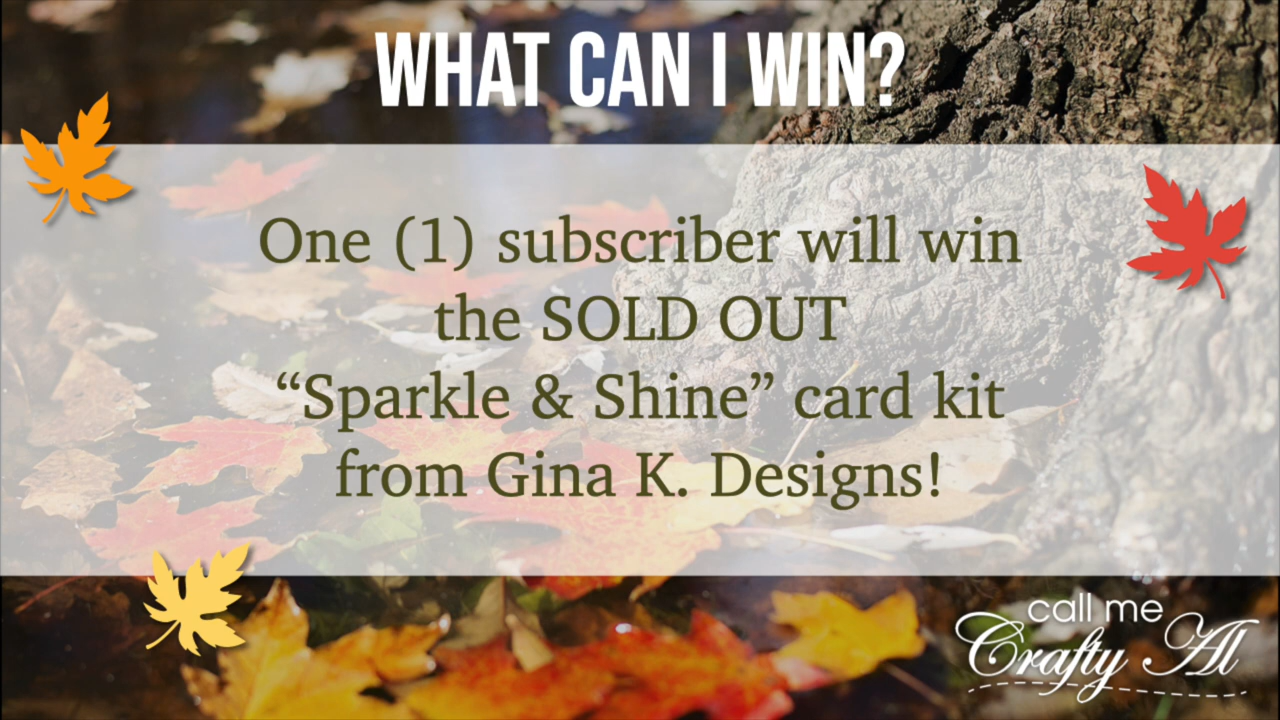 WHAT CAN I WIN?
One (1) subscriber will win
the SOLD OUT
“Sparkle & Shine” card kit
from Gina K. Designs!
call me
Crafty Al